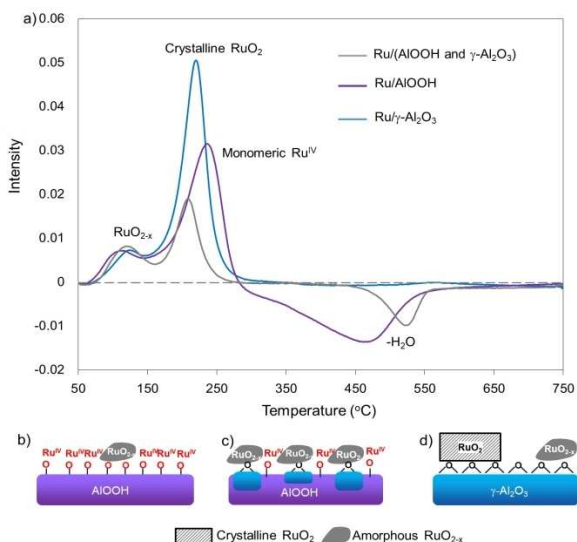 a)
0.06
0.05
0.04
0.03
0.02
0.01
0
-0.01
-0.02
Intensity
Crystalline RuO₂
Monomeric Ruᴵⱽ
RuO₂₋ₓ
-H₂O
Ru/(AlOOH and γ-Al₂O₃)
Ru/AlOOH
Ru/γ-Al₂O₃
50 150 250 350 450 550 650 750
Temperature (°C)
b)
Ruᴵⱽ Ruᴵⱽ Ruᴵⱽ RuO₂₋ₓ Ruᴵⱽ Ruᴵⱽ Ruᴵⱽ Ruᴵⱽ
O O O O O O O O O
AlOOH
c)
RuO₂₋ₓ Ruᴵⱽ RuO₂₋ₓ Ruᴵⱽ RuO₂₋ₓ Ruᴵⱽ
O O O O O O
AlOOH
d)
RuO₂ RuO₂₋ₓ
O O O O O O
γ-Al₂O₃
Crystalline RuO₂ Amorphous RuO₂₋ₓ